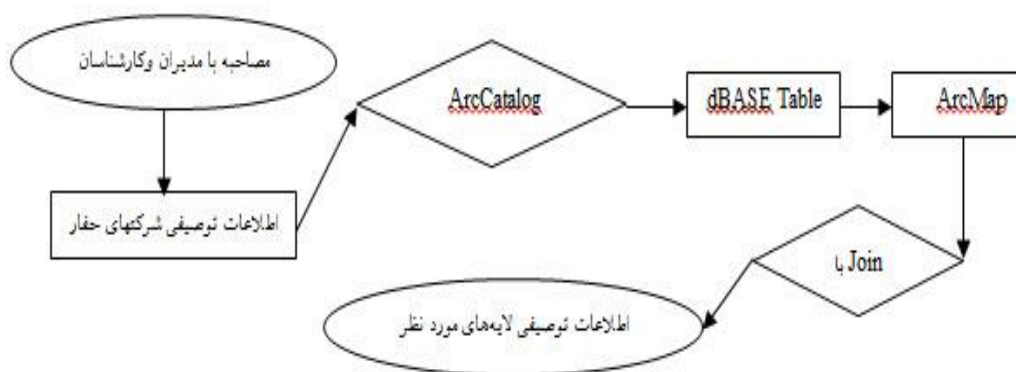 مصاحبه با مدیران وکارشناسان
اطلاعات توصیفی شرکتهای حفار
ArcCatalog
dBASE Table
ArcMap
Join با
اطلاعات توصیفی لایه‌های مورد نظر